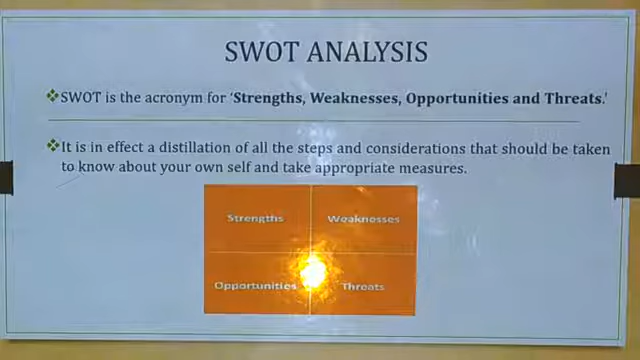 SWOT ANALYSIS
❖SWOT is the acronym for 'Strengths, Weaknesses, Opportunities and Threats.'
❖It is in effect a distillation of all the steps and considerations that should be taken
to know about your own self and take appropriate measures.
Strengths Weaknesses
Opportunities Threats